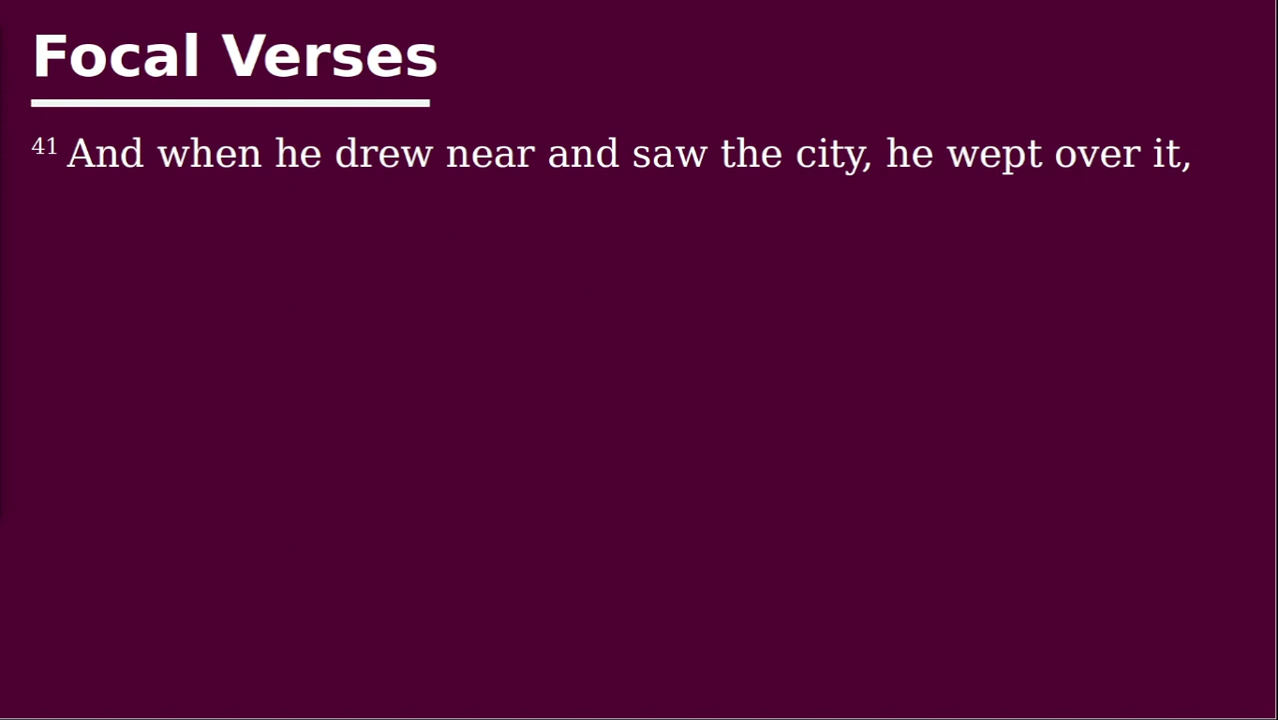 Focal Verses
41 And when he drew near and saw the city, he wept over it,